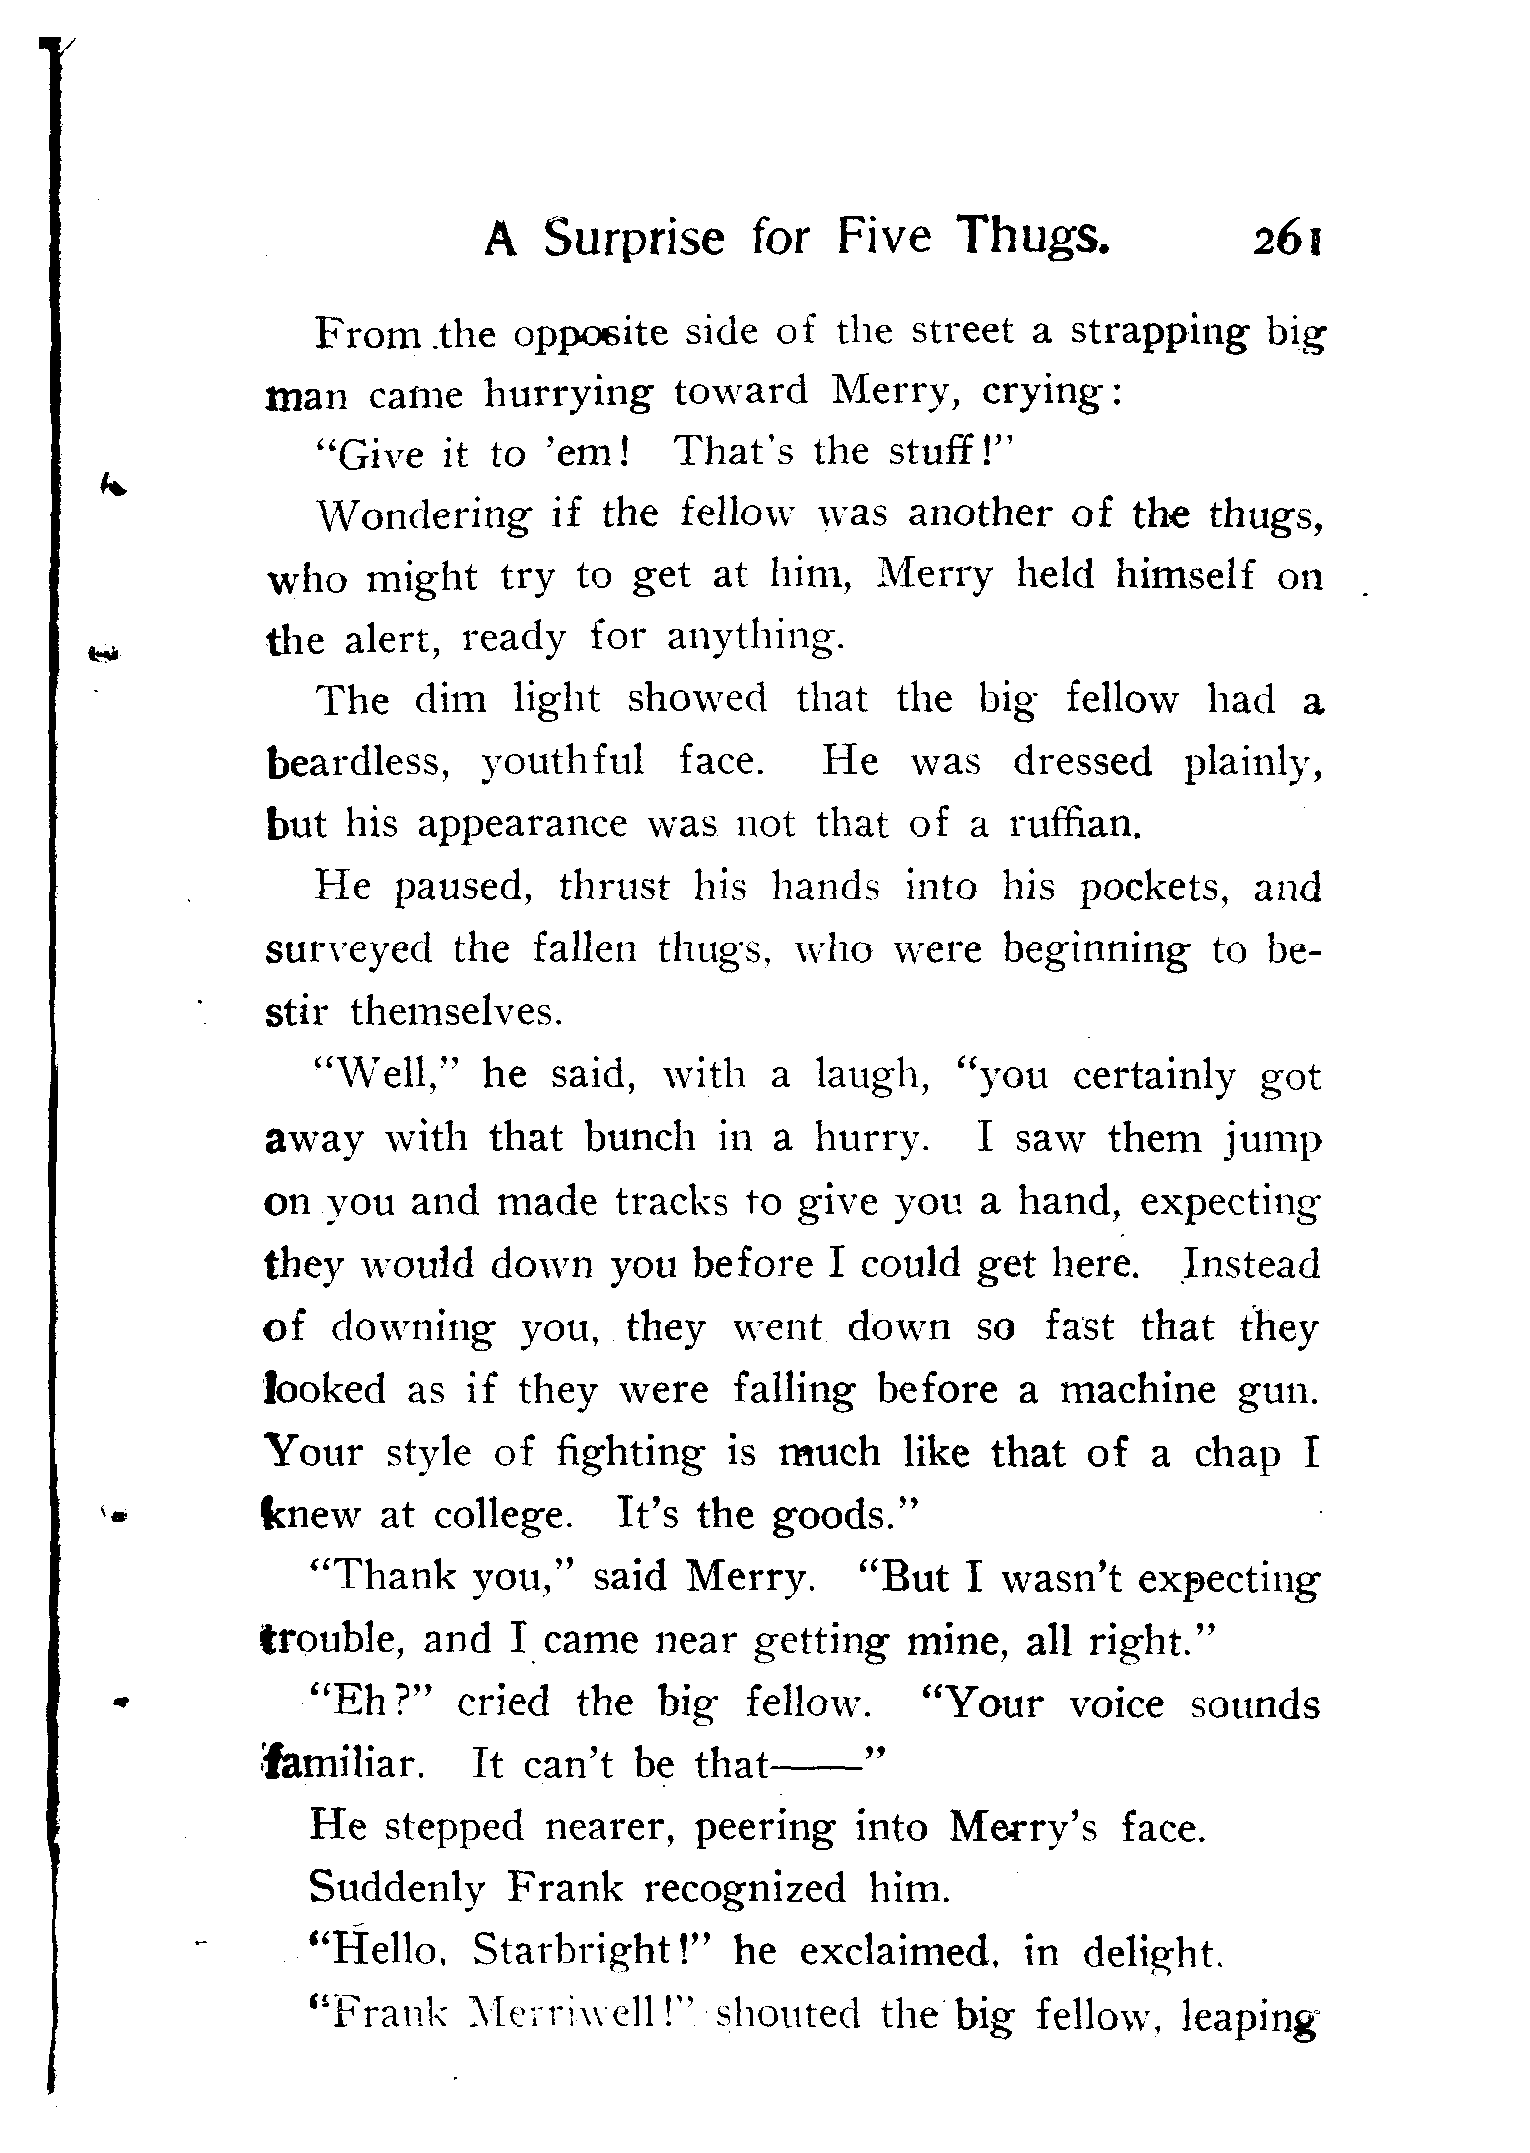 A Surprise for Five Thugs. 261
From the opposite side of the street a strapping big
man came hurrying toward Merry, crying:
“Give it to ’em! That’s the stuff!”
Wondering if the fellow was another of the thugs,
who might try to get at him, Merry held himself on
the alert, ready for anything.
The dim light showed that the big fellow had a
beardless, youthful face. He was dressed plainly,
but his appearance was not that of a ruffian.
He paused, thrust his hands into his pockets, and
surveyed the fallen thugs, who were beginning to be-
stir themselves.
“Well,” he said, with a laugh, “you certainly got
away with that bunch in a hurry. I saw them jump
on you and made tracks to give you a hand, expecting
they would down you before I could get here. Instead
of downing you, they went down so fast that they
looked as if they were falling before a machine gun.
Your style of fighting is much like that of a chap I
knew at college. It’s the goods.”
“Thank you,” said Merry. “But I wasn’t expecting
trouble, and I came near getting mine, all right.”
“Eh?” cried the big fellow. “Your voice sounds
familiar. It can’t be that——”
He stepped nearer, peering into Merry’s face.
Suddenly Frank recognized him.
“Hello, Starbright!” he exclaimed, in delight.
“Frank Merriwell!” shouted the big fellow, leaping